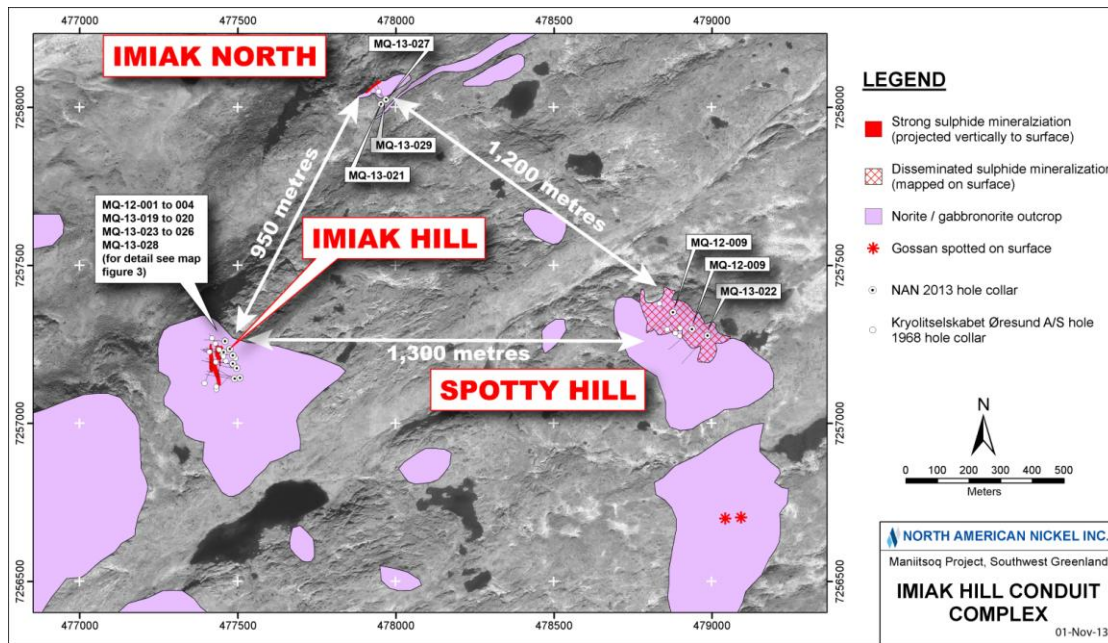 477000
477500
478000
478500
479000
IMIAK NORTH
MQ-13-027
MQ-13-029
MQ-13-021
950 metres
1,200 metres
MQ-12-001 to 004
MQ-13-019 to 020
MQ-13-023 to 026
MQ-13-028
(for detail see map
figure 3)
IMIAK HILL
MQ-12-009
MQ-12-009
MQ-13-022
1,300 metres
SPOTTY HILL
7258000
7257500
7257000
7256500
7258000
7257500
7257000
7256500
477000
477500
478000
478500
479000
LEGEND
Strong sulphide mineralziation
(projected vertically to surface)
Disseminated sulphide mineralization
(mapped on surface)
Norite / gabbronorite outcrop
Gossan spotted on surface
NAN 2013 hole collar
Kryolitselskabet Øresund A/S hole
1968 hole collar
N
0 100 200 300 400 500
Meters
NORTH AMERICAN NICKEL INC.
Maniitsoq Project, Southwest Greenland
IMIAK HILL CONDUIT
COMPLEX
01-Nov-13